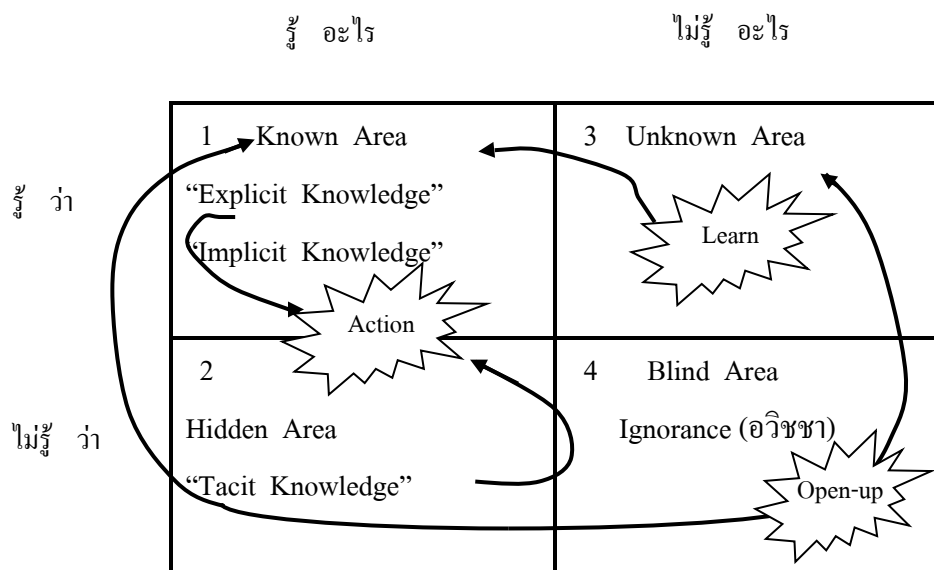 รู้ อะไร ไม่รู้ อะไร
1 Known Area
3 Unknown Area
รู้ ว่า
“Explicit Knowledge”
“Implicit Knowledge”
Learn
Action
2
4 Blind Area
ไม่รู้ ว่า
Hidden Area
Ignorance (อวิชชา)
“Tacit Knowledge”
Open-up